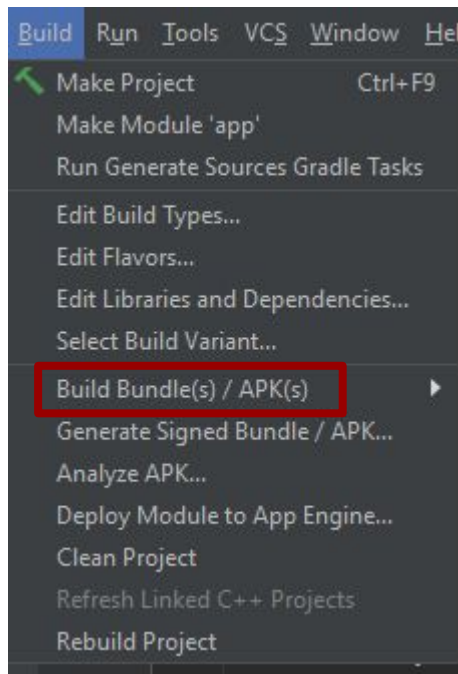 Build Run Tools VCS Window Hel
Make Project Ctrl+F9
Make Module 'app'
Run Generate Sources Gradle Tasks
Edit Build Types...
Edit Flavors...
Edit Libraries and Dependencies...
Select Build Variant...
Build Bundle(s) / APK(s)
Generate Signed Bundle / APK...
Analyze APK...
Deploy Module to App Engine...
Clean Project
Refresh Linked C++ Projects
Rebuild Project